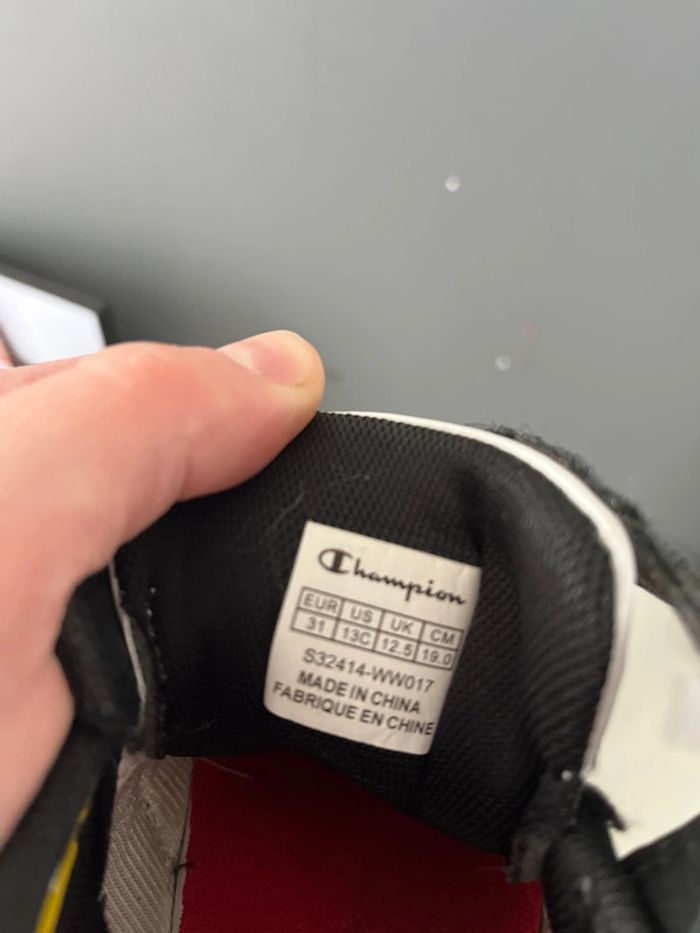 Champion
EUR US UK CM
31 13C 12.5 19.0
S32414-WW017
MADE IN CHINA
FABRIQUE EN CHINE